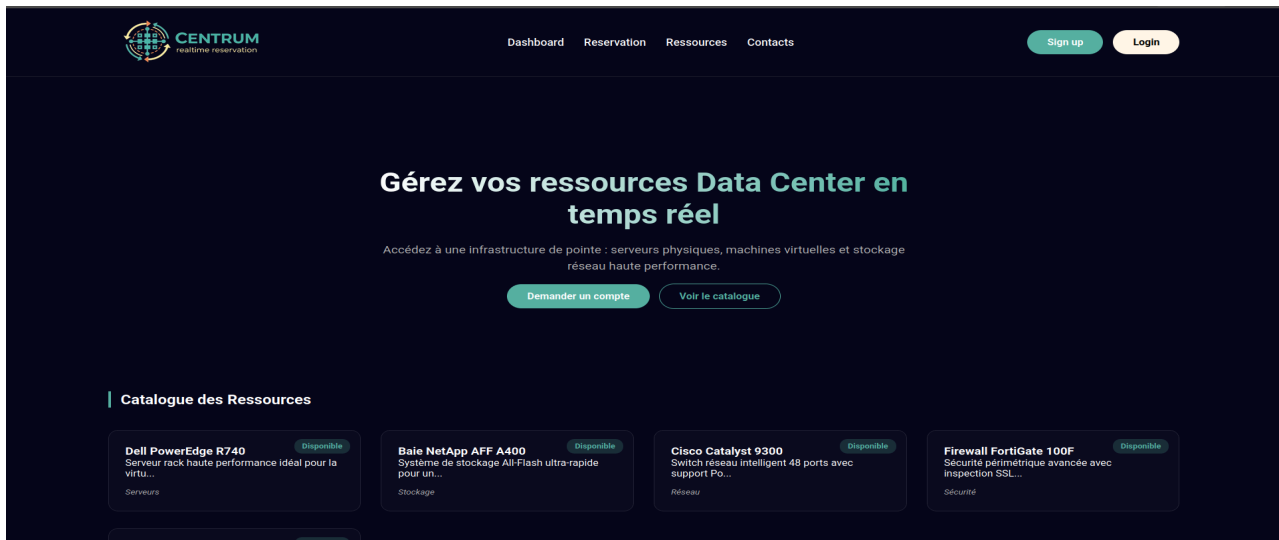 CENTRUM
realtime reservation
Dashboard Reservation Ressources Contacts
Sign up Login
Gérez vos ressources Data Center en
temps réel
Accédez à une infrastructure de pointe : serveurs physiques, machines virtuelles et stockage
réseau haute performance.
Demander un compte Voir le catalogue
Catalogue des Ressources
Dell PowerEdge R740 Disponible
Serveur rack haute performance idéal pour la
virtu...
Serveurs
Baie NetApp AFF A400 Disponible
Système de stockage All-Flash ultra-rapide
pour un...
Stockage
Cisco Catalyst 9300 Disponible
Switch réseau intelligent 48 ports avec
support Po...
Réseau
Firewall FortiGate 100F Disponible
Sécurité périmétrique avancée avec
inspection SSL...
Sécurité